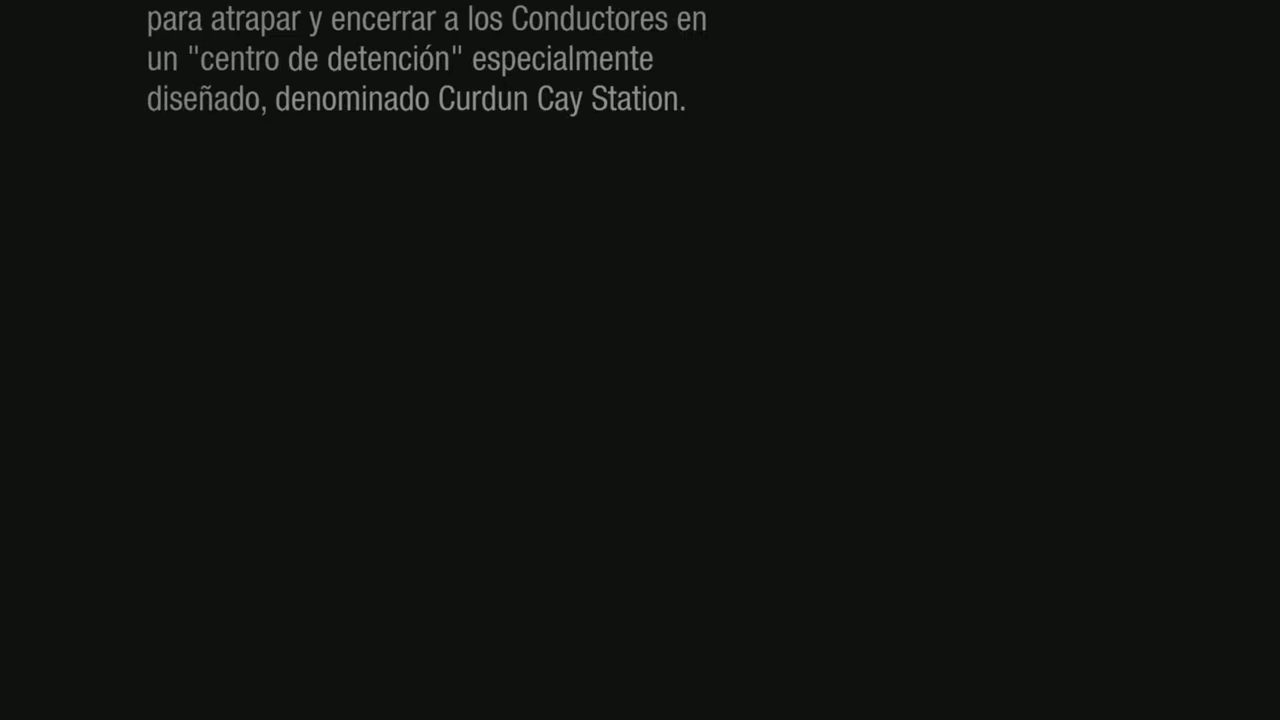 para atrapar y encerrar a los Conductores en
un "centro de detención" especialmente
diseñado, denominado Curdun Cay Station.